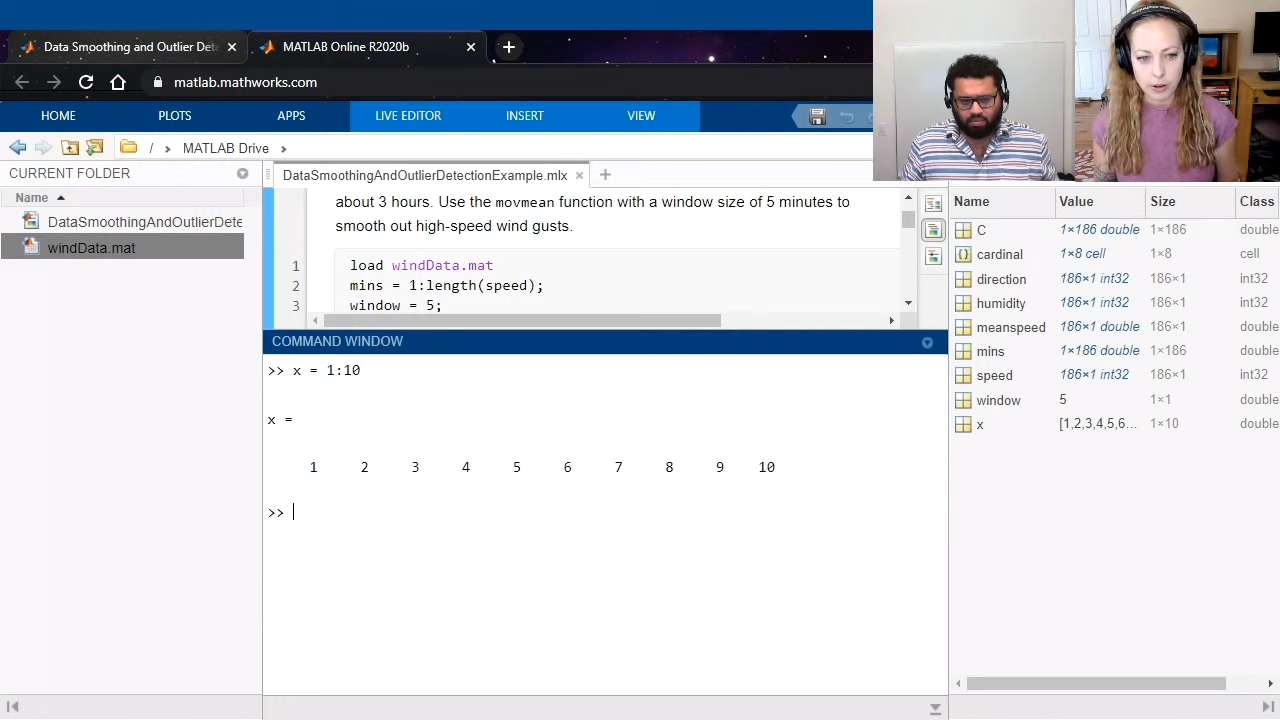 Data Smoothing and Outlier Det
MATLAB Online R2020b
matlab.mathworks.com
HOME
PLOTS
APPS
LIVE EDITOR
INSERT
VIEW
/
MATLAB Drive
CURRENT FOLDER
Name
DataSmoothingAndOutlierDe
windData.mat
DataSmoothingAndOutlierDetectionExample.mlx
about 3 hours. Use the movmean function with a window size of 5 minutes to
smooth out high-speed wind gusts.
1 load windData.mat
2 mins = 1:length(speed);
3 window = 5;
COMMAND WINDOW
>> x = 1:10
x =
1 2 3 4 5 6 7 8 9 10
>>
Name Value Size Class
C 1×186 double 1×186 double
cardinal 1×8 cell 1×8 cell
direction 186×1 int32 186×1 int32
humidity 186×1 int32 186×1 int32
meanspeed 186×1 double 186×1 double
mins 1×186 double 1×186 double
speed 186×1 int32 186×1 int32
window 5 1×1 double
x [1,2,3,4,5,6... 1×10 double